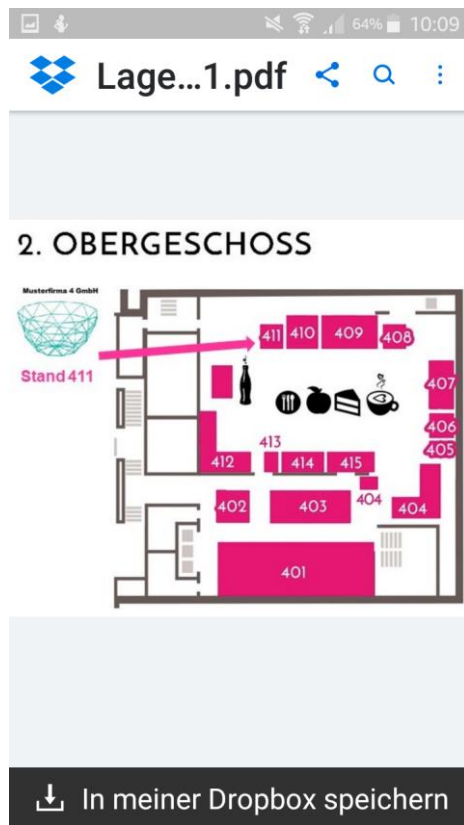 64% 10:09
Lage...1.pdf
2. OBERGESCHOSS
Musterfirma 4 GmbH
Stand 411
411 410 409 408
407
406
405
413
412 414 415
404
402 403 404
401
In meiner Dropbox speichern